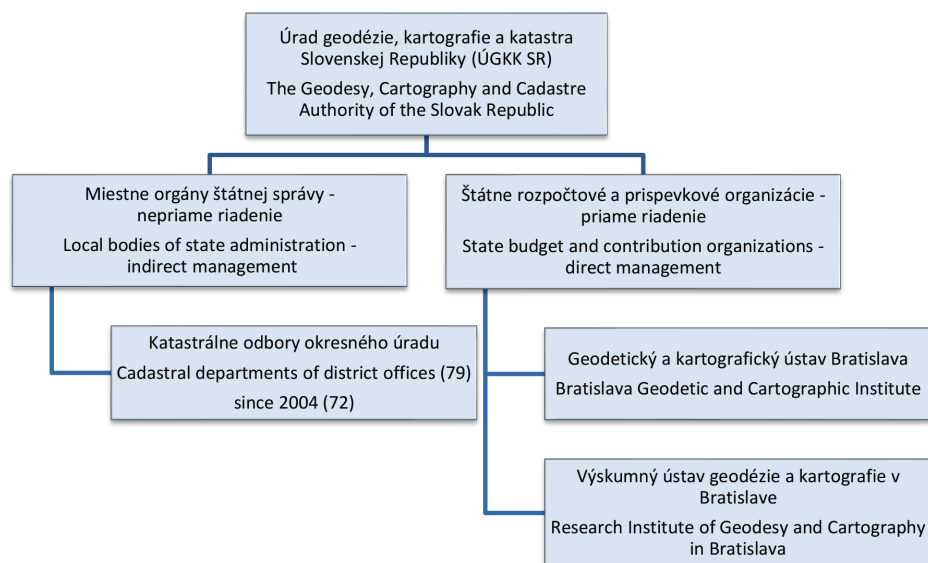 Úrad geodézie, kartografie a katastra
Slovenskej Republiky (ÚGKK SR)
The Geodesy, Cartography and Cadastre
Authority of the Slovak Republic
Miestne orgány štátnej správy -
nepriame riadenie
Local bodies of state administration -
indirect management
Štátne rozpočtové a prispevkové organizácie -
priame riadenie
State budget and contribution organizations -
direct management
Katastrálne odbory okresného úradu
Cadastral departments of district offices (79)
since 2004 (72)
Geodetický a kartografický ústav Bratislava
Bratislava Geodetic and Cartographic Institute
Výskumný ústav geodézie a kartografie v
Bratislave
Research Institute of Geodesy and Cartography
in Bratislava